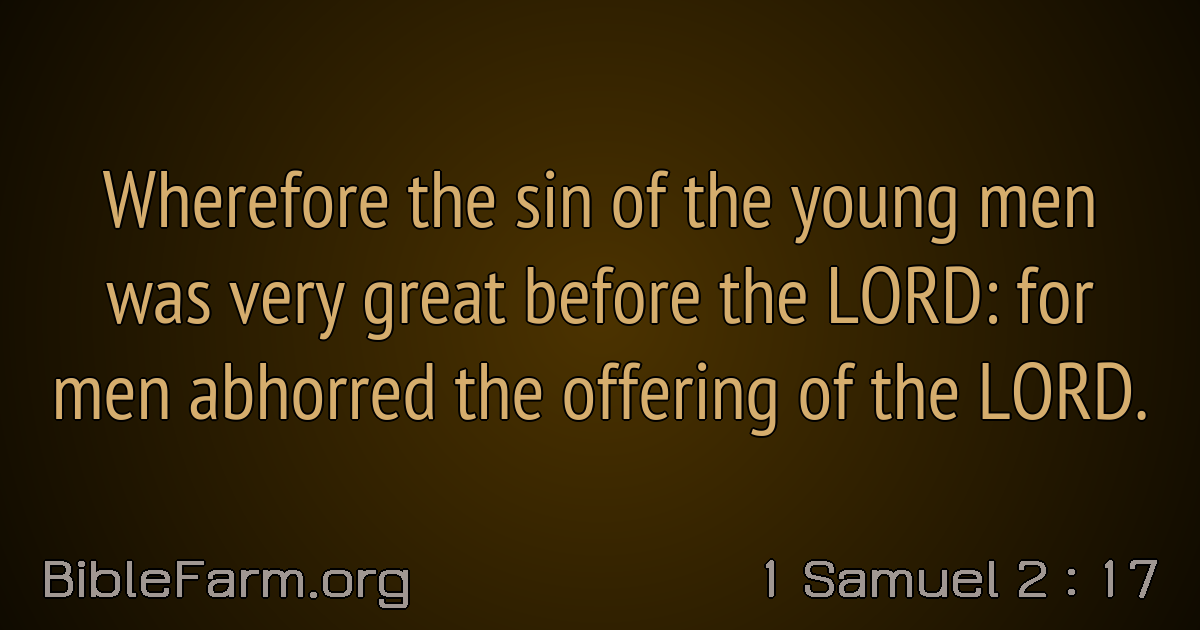 Wherefore the sin of the young men
was very great before the LORD: for
men abhorred the offering of the LORD.
BibleFarm.org
1 Samuel 2 : 17